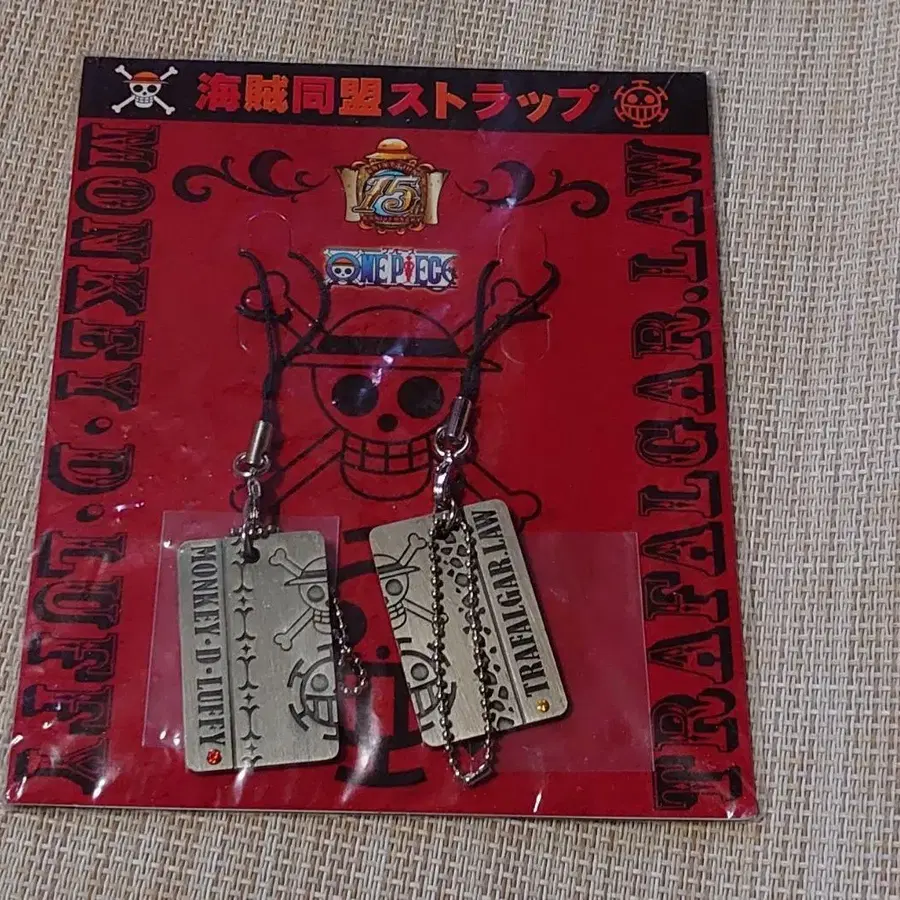 海賊同盟ストラップ
MONKEY・D・LUFFY
15
ONE PIECE
TRAFALGAR.LAW
MONKEY・D・LUFFY
TRAFALGAR.LAW